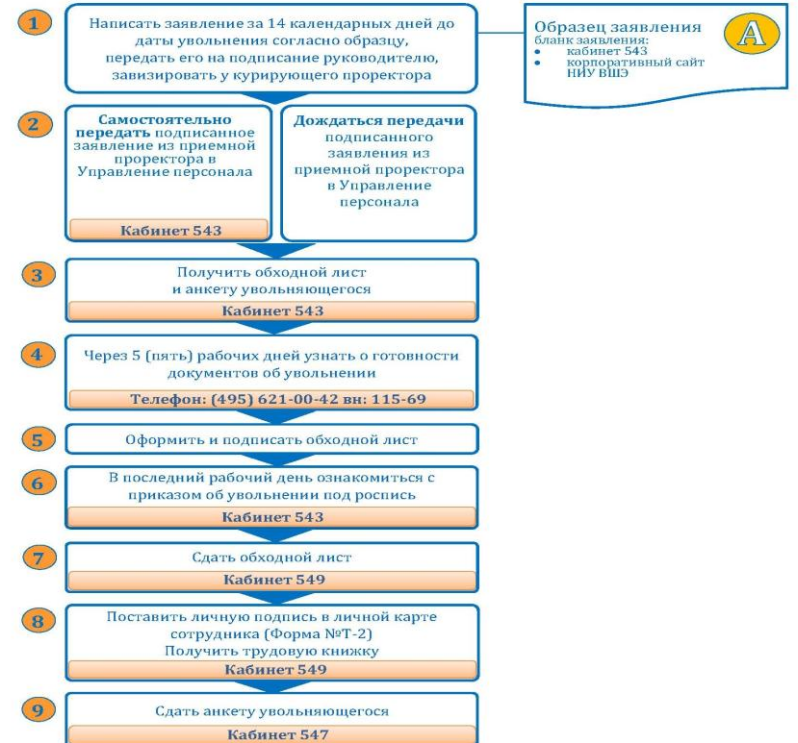 1
Написать заявление за 14 календарных дней до
даты увольнения согласно образцу,
передать его на подписание руководителю,
завизировать у курирующего проректора
Образец заявления
бланк заявления:
• кабинет 543
• корпоративный сайт
НИУ ВШЭ
А
2
Самостоятельно
передать подписанное
заявление из приемной
проректора в
Управление персонала
Кабинет 543
Дождаться передачи
подписанного
заявления из
приемной проректора
в Управление
персонала
3
Получить обходной лист
и анкету увольняющегося
Кабинет 543
4
Через 5 (пять) рабочих дней узнать о готовности
документов об увольнении
Телефон: (495) 621-00-42 вн: 115-69
5
Оформить и подписать обходной лист
6
В последний рабочий день ознакомиться с
приказом об увольнении под роспись
Кабинет 543
7
Сдать обходной лист
Кабинет 549
8
Поставить личную подпись в личной карте
сотрудника (Форма №Т-2)
Получить трудовую книжку
Кабинет 549
9
Сдать анкету увольняющегося
Кабинет 547